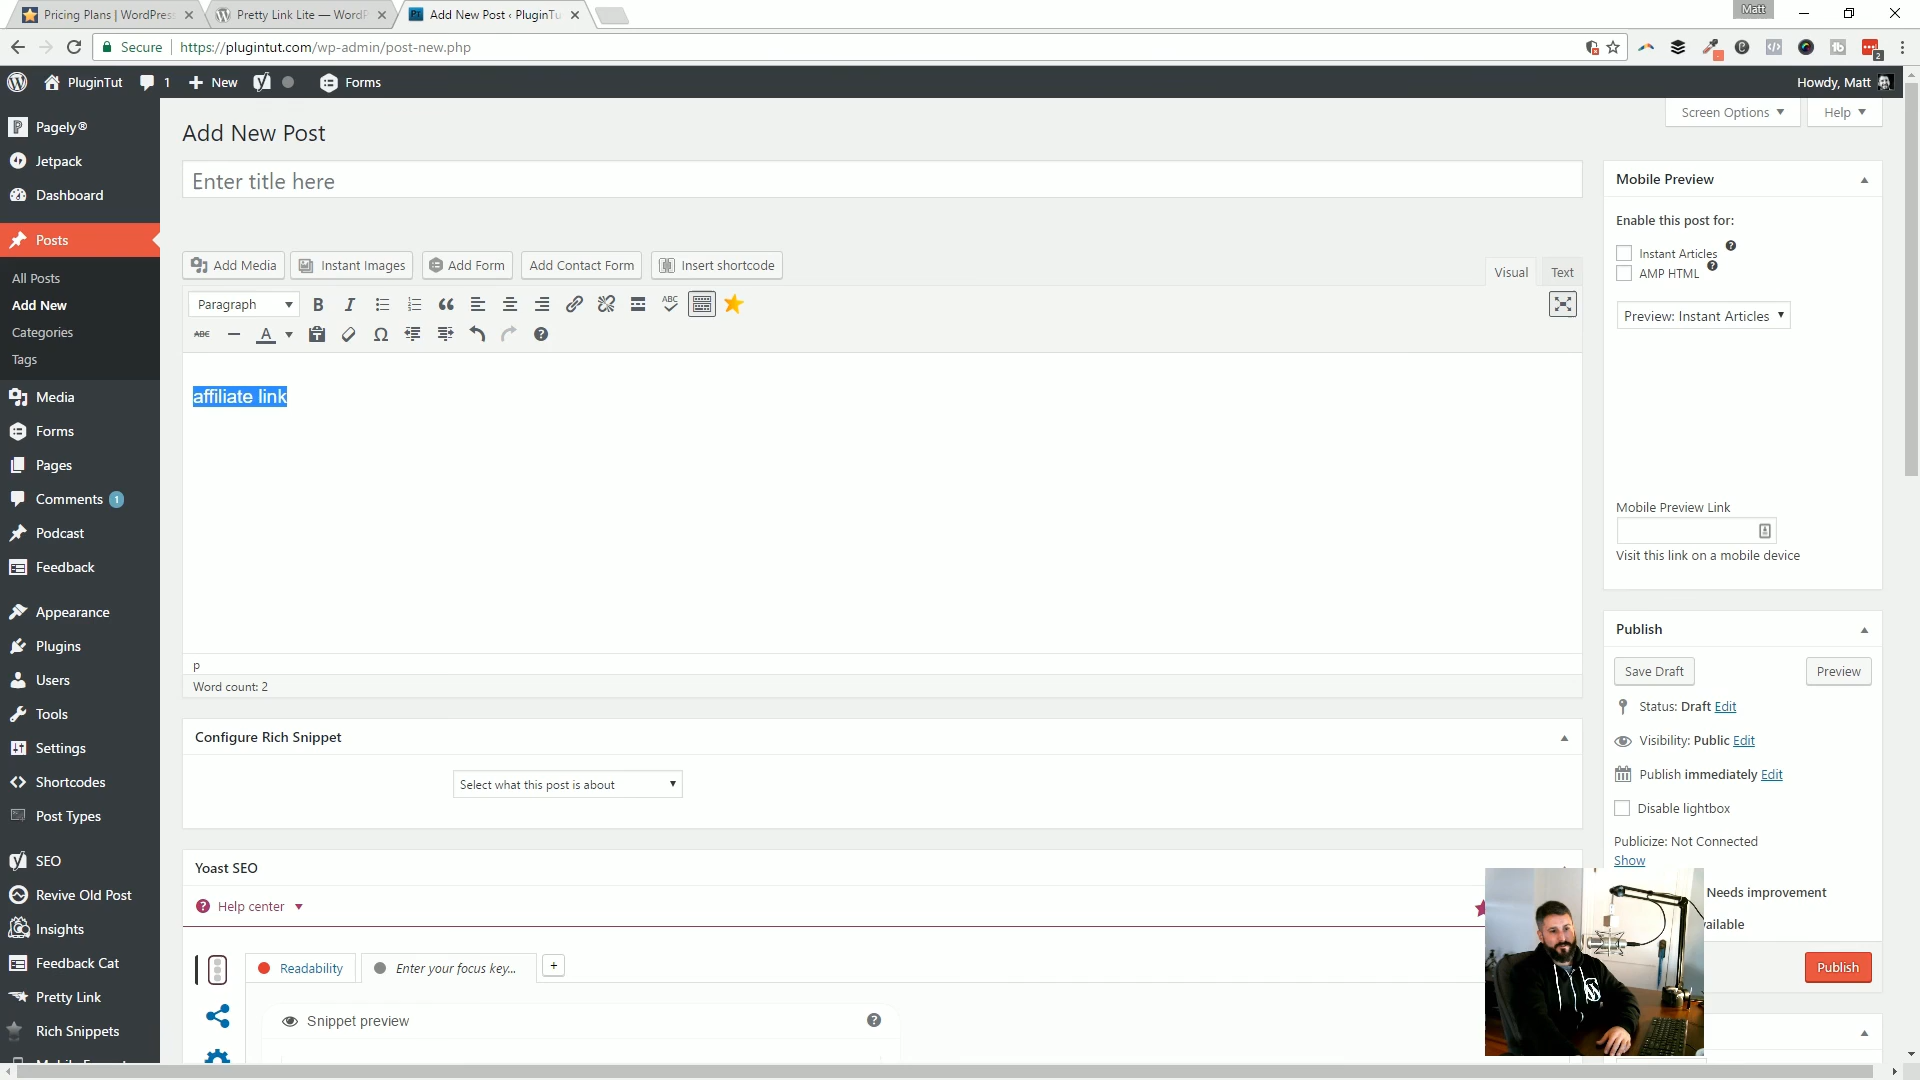 Pricing Plans | WordPress
Pretty Link Lite — WordP
Add New Post ‹ PluginTu
Matt
Secure
https://plugintut.com/wp-admin/post-new.php
2
PluginTut
1
New
Forms
Howdy, Matt
Pagely®
Jetpack
Dashboard
Posts
All Posts
Add New
Categories
Tags
Media
Forms
Pages
Comments 1
Podcast
Feedback
Appearance
Plugins
Users
Tools
Settings
Shortcodes
Post Types
SEO
Revive Old Post
Insights
Feedback Cat
Pretty Link
Rich Snippets
Screen Options
Help
Add New Post
Enter title here
Add Media
Instant Images
Add Form
Add Contact Form
Insert shortcode
Visual
Text
Paragraph
B
I
ABC
ABC
A
Ω
affiliate link
p
Word count: 2
Configure Rich Snippet
Select what this post is about
Yoast SEO
Help center
Readability
Enter your focus key...
+
Snippet preview
Mobile Preview
Enable this post for:
Instant Articles
AMP HTML
Preview: Instant Articles
Mobile Preview Link
Visit this link on a mobile device
Publish
Save Draft
Preview
Status: Draft Edit
Visibility: Public Edit
Publish immediately Edit
Disable lightbox
Publicize: Not Connected
Show
Needs improvement
vailable
Publish